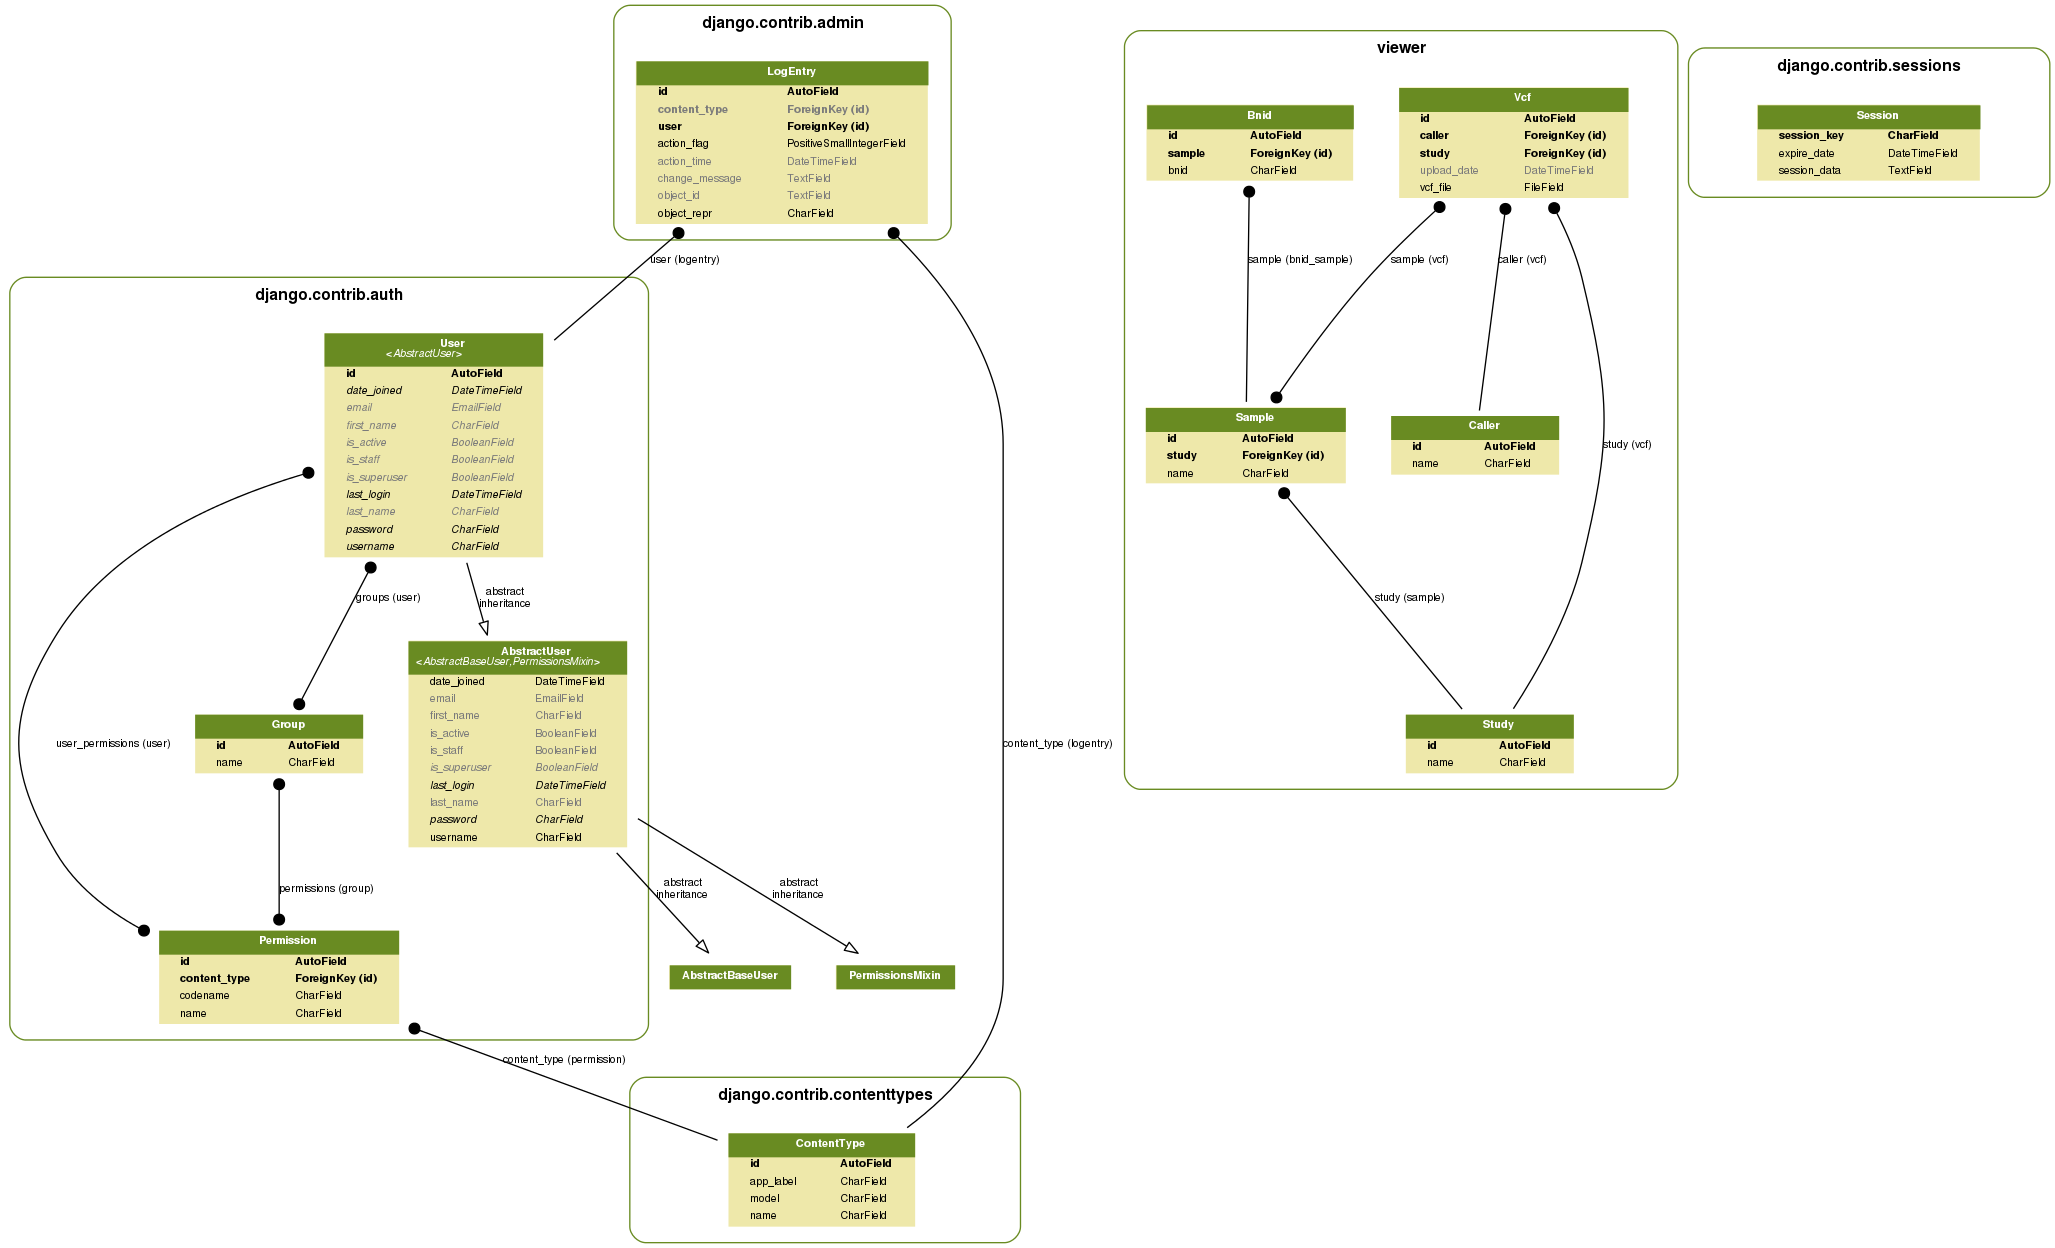 django.contrib.admin
LogEntry
id AutoField
content_type ForeignKey (id)
user ForeignKey (id)
action_flag PositiveSmallIntegerField
action_time DateTimeField
change_message TextField
object_id TextField
object_repr CharField
user (logentry)
content_type (logentry)
django.contrib.auth
User
<AbstractUser>
id AutoField
date_joined DateTimeField
email EmailField
first_name CharField
is_active BooleanField
is_staff BooleanField
is_superuser BooleanField
last_login DateTimeField
last_name CharField
password CharField
username CharField
groups (user)
abstract
inheritance
user_permissions (user)
AbstractUser
<AbstractBaseUser,PermissionsMixin>
date_joined DateTimeField
email EmailField
first_name CharField
is_active BooleanField
is_staff BooleanField
is_superuser BooleanField
last_login DateTimeField
last_name CharField
password CharField
username CharField
Group
id AutoField
name CharField
permissions (group)
abstract
inheritance
abstract
inheritance
Permission
id AutoField
content_type ForeignKey (id)
codename CharField
name CharField
AbstractBaseUser
PermissionsMixin
content_type (permission)
django.contrib.contenttypes
ContentType
id AutoField
app_label CharField
model CharField
name CharField
viewer
Bnid
id AutoField
sample ForeignKey (id)
bnid CharField
Vcf
id AutoField
caller ForeignKey (id)
study ForeignKey (id)
upload_date DateTimeField
vcf_file FileField
sample (bnid_sample)
sample (vcf)
caller (vcf)
study (vcf)
Sample
id AutoField
study ForeignKey (id)
name CharField
Caller
id AutoField
name CharField
study (sample)
Study
id AutoField
name CharField
django.contrib.sessions
Session
session_key CharField
expire_date DateTimeField
session_data TextField